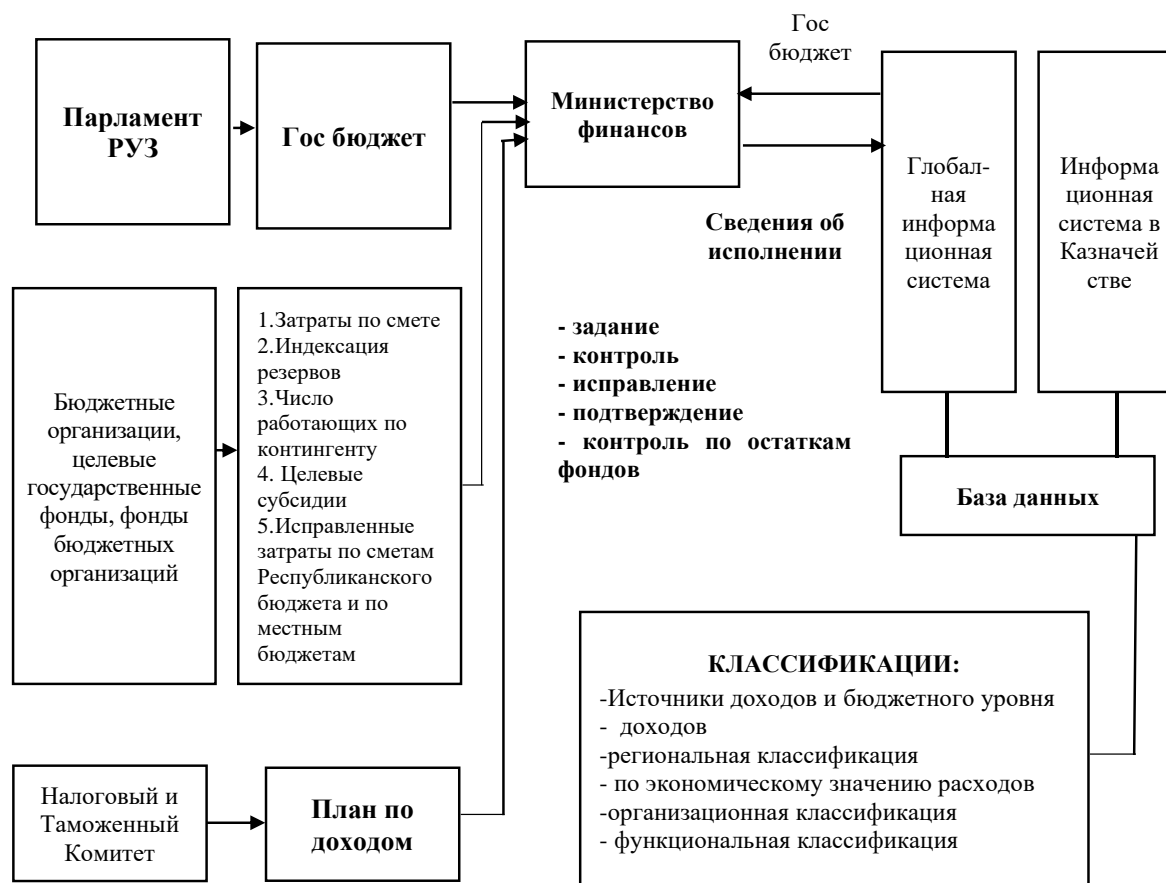 Парламент
РУЗ
Гос бюджет
Министерство
финансов
Гос
бюджет
Глобал-
ная
информа
ционная
система
Информа
ционная
система в
Казначей
стве
Сведения об
исполнении
Бюджетные
организации,
целевые
государственные
фонды, фонды
бюджетных
организаций
1.Затраты по смете
2.Индексация
резервов
3.Число
работающих по
контингенту
4. Целевые
субсидии
5.Исправленные
затраты по сметам
Республиканского
бюджета и по
местным
бюджетам
- задание
- контроль
- исправление
- подтверждение
- контроль по остаткам
фондов
База данных
КЛАССИФИКАЦИИ:
-Источники доходов и бюджетного уровня
- доходов
-региональная классификация
- по экономическому значению расходов
-организационная классификация
- функциональная классификация
Налоговый и
Таможенный
Комитет
План по
доходом